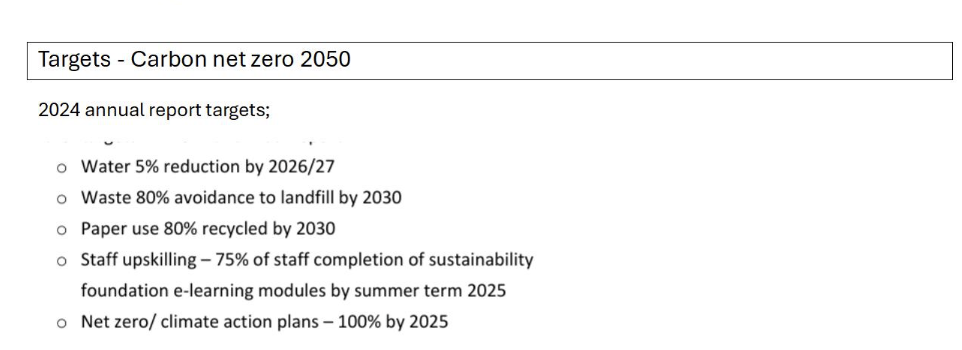 Targets - Carbon net zero 2050
2024 annual report targets;
o Water 5% reduction by 2026/27
o Waste 80% avoidance to landfill by 2030
o Paper use 80% recycled by 2030
o Staff upskilling – 75% of staff completion of sustainability
foundation e-learning modules by summer term 2025
o Net zero/ climate action plans – 100% by 2025